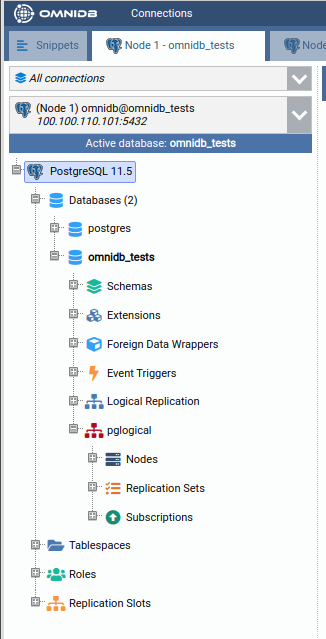 OMNIDB Connections
Snippets Node 1 - omnidb_tests Node
All connections
(Node 1) omnidb@omnidb_tests
100.100.110.101:5432
Active database: omnidb_tests
PostgreSQL 11.5
Databases (2)
postgres
omnidb_tests
Schemas
Extensions
Foreign Data Wrappers
Event Triggers
Logical Replication
pglogical
Nodes
Replication Sets
Subscriptions
Tablespaces
Roles
Replication Slots